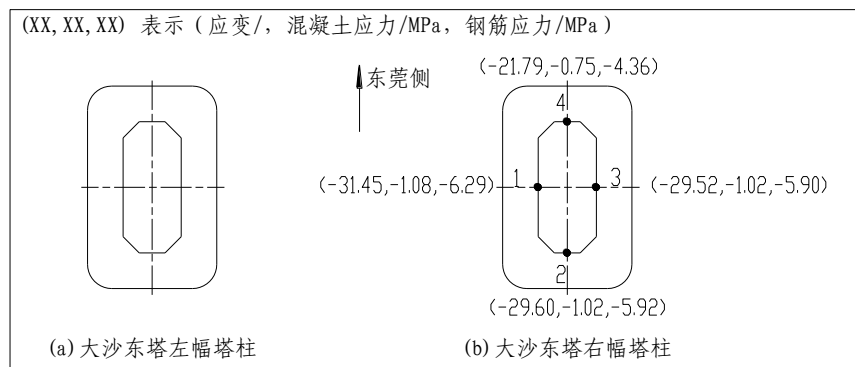 (XX, XX, XX) 表示 (应变/, 混凝土应力/MPa, 钢筋应力/MPa)
(-21.79,-0.75,-4.36)
东莞侧
4
(-31.45,-1.08,-6.29)
1
3
(-29.52,-1.02,-5.90)
2
(-29.60,-1.02,-5.92)
(a) 大沙东塔左幅塔柱
(b) 大沙东塔右幅塔柱